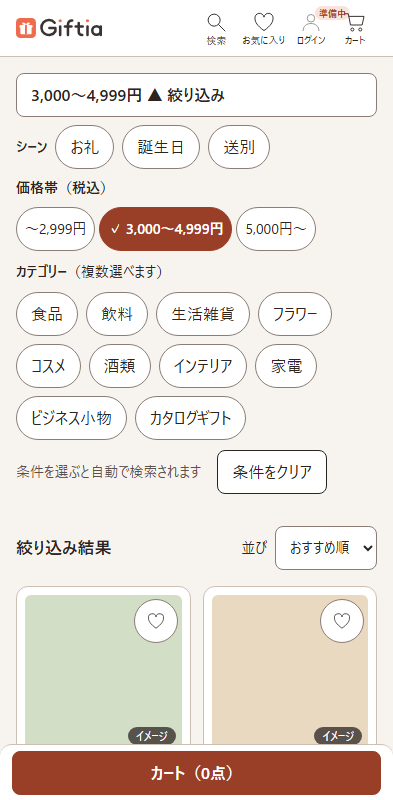 Giftia
準備中
検索 お気に入り ログイン カート
3,000〜4,999円 ▲ 絞り込み
シーン お礼 誕生日 送別
価格帯（税込）
〜2,999円 ✓ 3,000〜4,999円 5,000円〜
カテゴリー（複数選べます）
食品 飲料 生活雑貨 フラワー
コスメ 酒類 インテリア 家電
ビジネス小物 カタログギフト
条件を選ぶと自動で検索されます 条件をクリア
絞り込み結果 並び おすすめ順
イメージ イメージ
カート（0点）